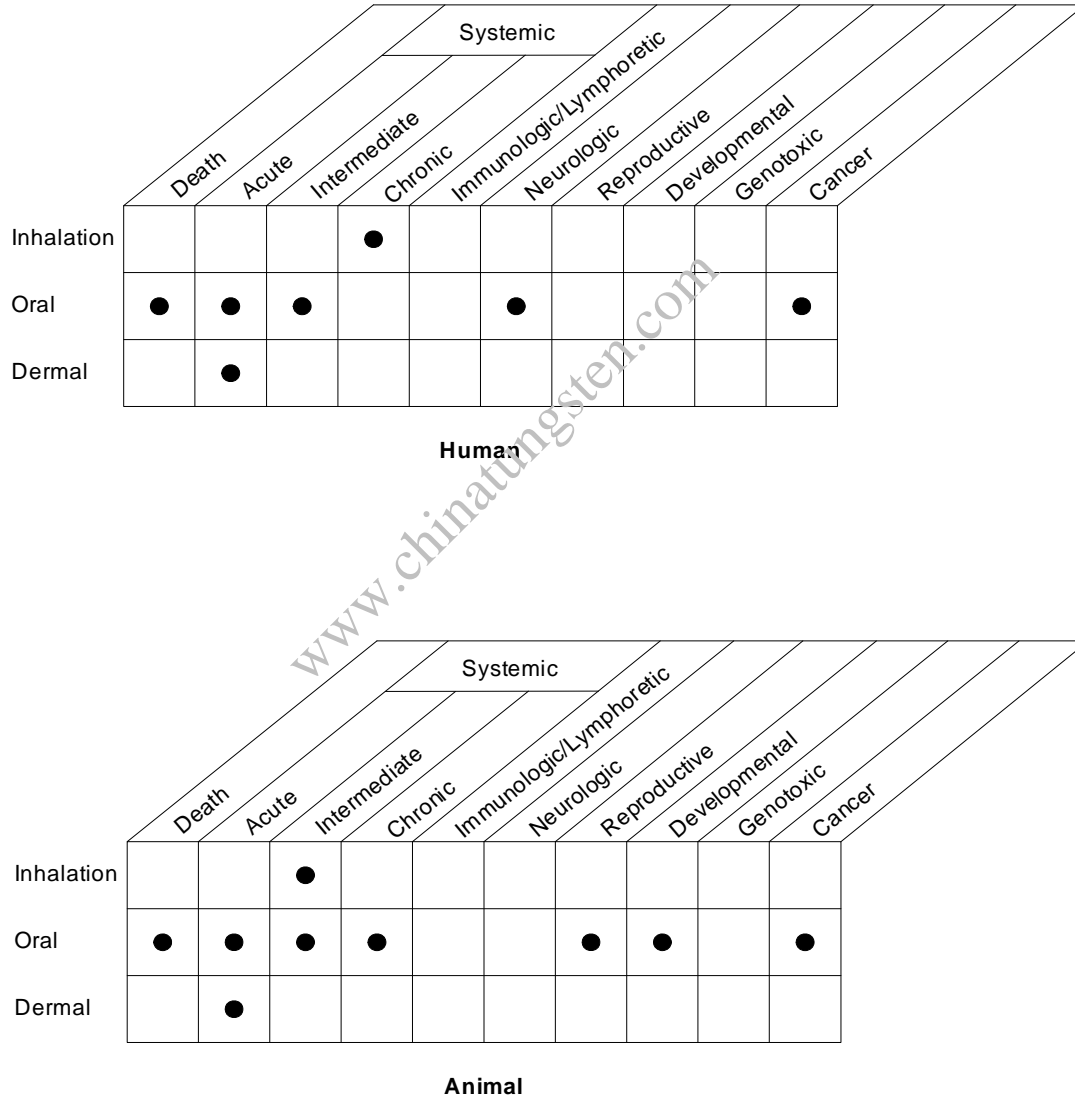 Systemic
Death
Acute
Intermediate
Chronic
Immunologic/Lymphoretic
Neurologic
Reproductive
Developmental
Genotoxic
Cancer
Inhalation
Oral
Dermal
Human
www.chinatungsten.com
Systemic
Death
Acute
Intermediate
Chronic
Immunologic/Lymphoretic
Neurologic
Reproductive
Developmental
Genotoxic
Cancer
Inhalation
Oral
Dermal
Animal